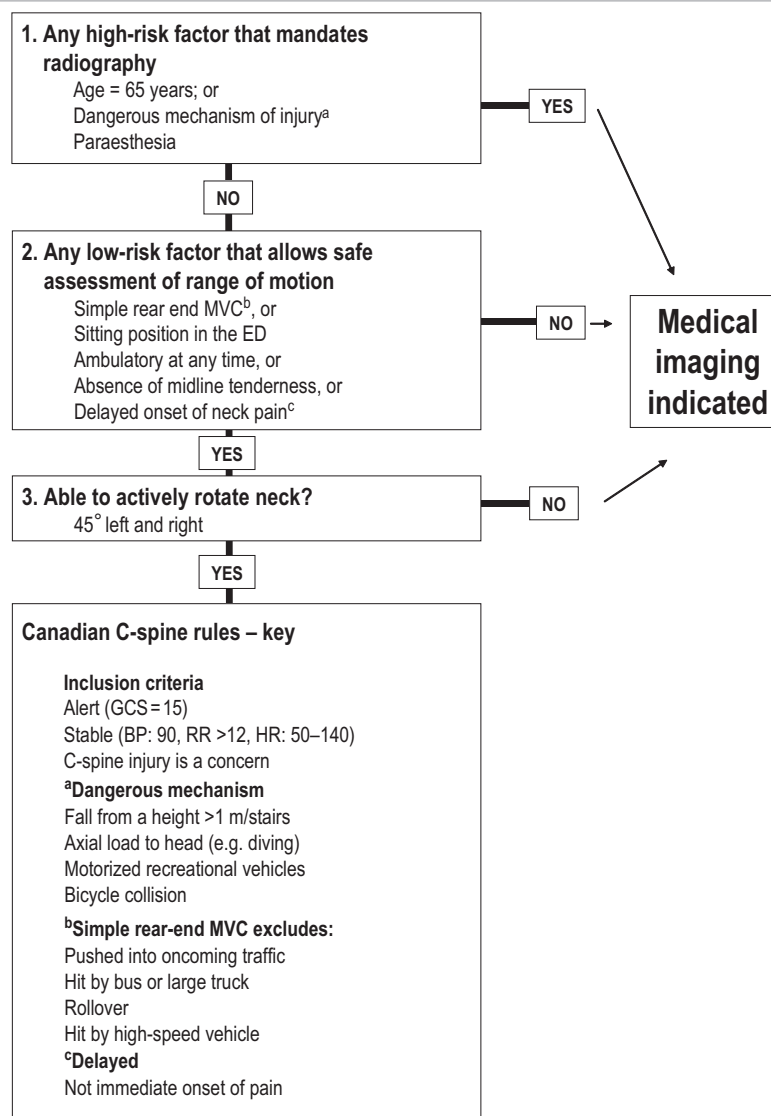 1. Any high-risk factor that mandates
radiography
Age = 65 years; or
Dangerous mechanism of injuryᵃ
Paraesthesia
YES
NO
2. Any low-risk factor that allows safe
assessment of range of motion
Simple rear end MVCᵇ, or
Sitting position in the ED
Ambulatory at any time, or
Absence of midline tenderness, or
Delayed onset of neck painᶜ
NO
Medical
imaging
indicated
YES
3. Able to actively rotate neck?
45° left and right
NO
YES
Canadian C-spine rules – key
Inclusion criteria
Alert (GCS = 15)
Stable (BP: 90, RR >12, HR: 50–140)
C-spine injury is a concern
ᵃDangerous mechanism
Fall from a height >1 m/stairs
Axial load to head (e.g. diving)
Motorized recreational vehicles
Bicycle collision
ᵇSimple rear-end MVC excludes:
Pushed into oncoming traffic
Hit by bus or large truck
Rollover
Hit by high-speed vehicle
ᶜDelayed
Not immediate onset of pain